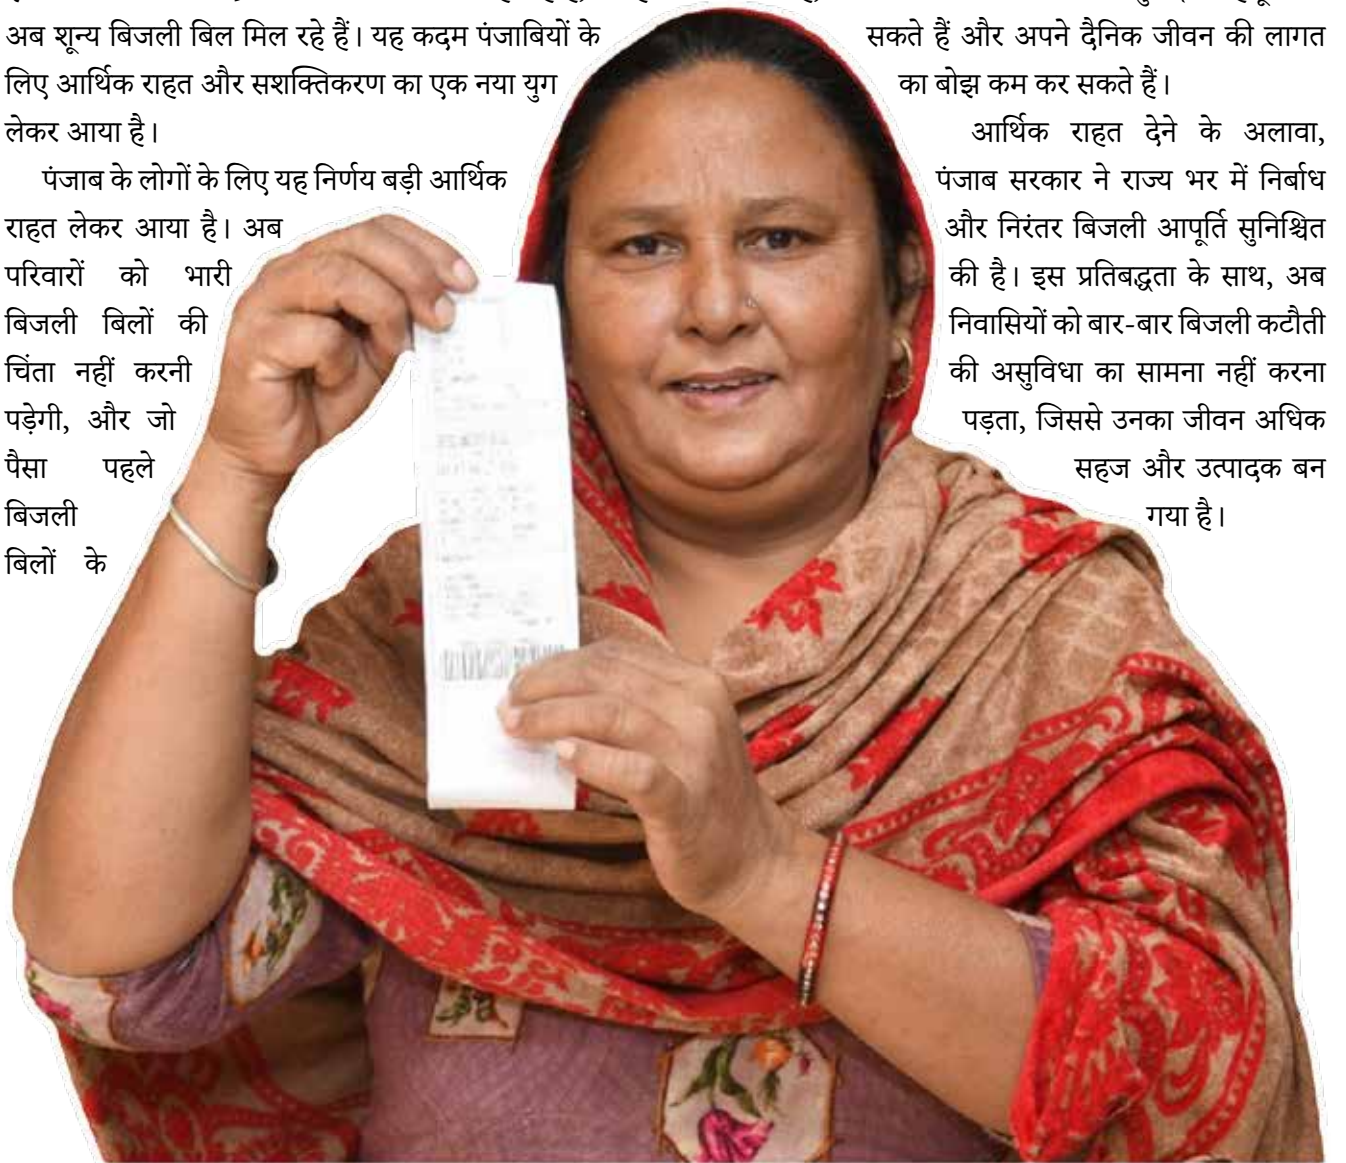 अब शून्य बिजली बिल मिल रहे हैं। यह कदम पंजाबियों के
लिए आर्थिक राहत और सशक्तिकरण का एक नया युग
लेकर आया है।
पंजाब के लोगों के लिए यह निर्णय बड़ी आर्थिक
राहत लेकर आया है। अब
परिवारों को भारी
बिजली बिलों की
चिंता नहीं करनी
पड़ेगी, और जो
पैसा पहले
बिजली
बिलों के
सकते हैं और अपने दैनिक जीवन की लागत
का बोझ कम कर सकते हैं।
आर्थिक राहत देने के अलावा,
पंजाब सरकार ने राज्य भर में निर्बाध
और निरंतर बिजली आपूर्ति सुनिश्चित
की है। इस प्रतिबद्धता के साथ, अब
निवासियों को बार-बार बिजली कटौती
की असुविधा का सामना नहीं करना
पड़ता, जिससे उनका जीवन अधिक
सहज और उत्पादक बन
गया है।